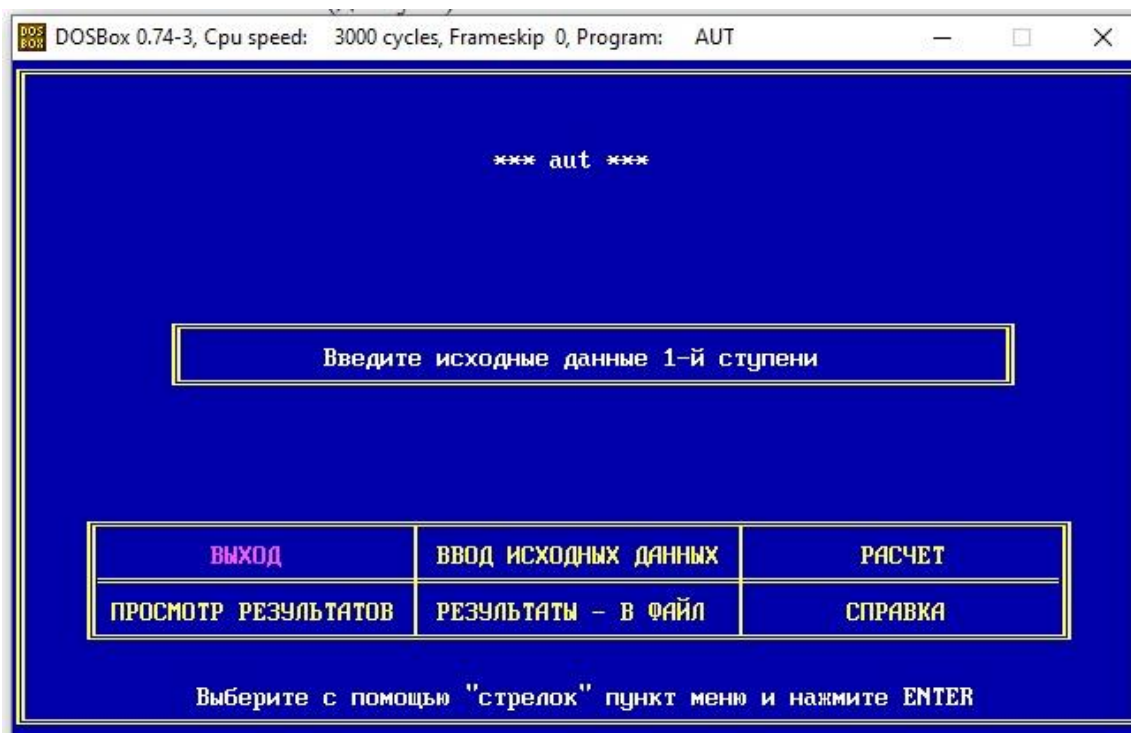 DOSBox 0.74-3, Cpu speed: 3000 cycles, Frameskip 0, Program: AUT
*** aut ***
Введите исходные данные 1-й ступени
ВЫХОД ВВОД ИСХОДНЫХ ДАННЫХ РАСЧЕТ
ПРОСМОТР РЕЗУЛЬТАТОВ РЕЗУЛЬТАТЫ - В ФАЙЛ СПРАВКА
Выберите с помощью "стрелок" пункт меню и нажмите ENTER